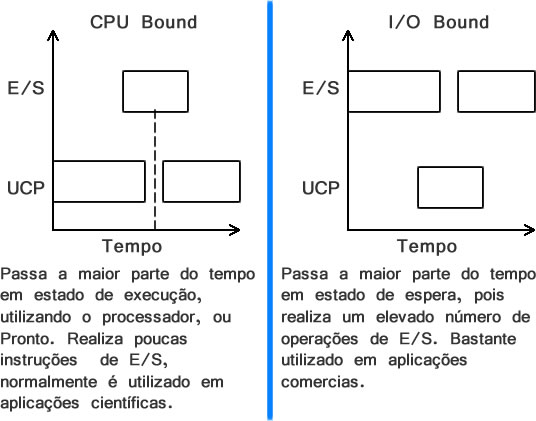 CPU Bound
E/S
UCP
Tempo
Passa a maior parte do tempo
em estado de execução,
utilizando o processador, ou
Pronto. Realiza poucas
instruções de E/S,
normalmente é utilizado em
aplicações científicas.
I/O Bound
E/S
UCP
Tempo
Passa a maior parte do tempo
em estado de espera, pois
realiza um elevado número de
operações de E/S. Bastante
utilizado em aplicações
comercias.